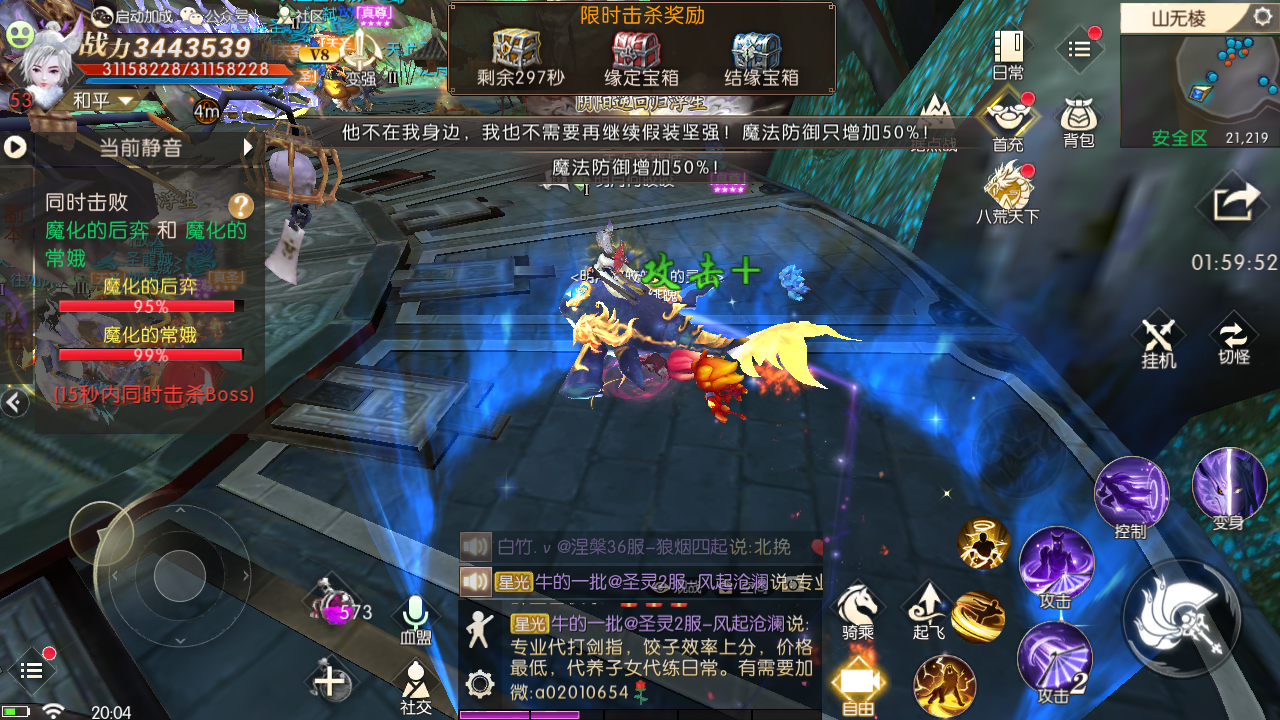 启动加成
公众号
社区
【真尊】
战力3443539
V8
31158228/31158228
变强
53
和平
4m
限时击杀奖励
剩余297秒
缘定宝箱
结缘宝箱
阴阳逆回归浮生
他不在我身边，我也不需要再继续假装坚强！魔法防御只增加50%！
魔法防御增加50%！
日常
首充
背包
八荒天下
山无棱
安全区
21,219
01:59:52
挂机
切怪
当前静音
同时击败
魔化的后弈 和 魔化的
常娥
魔化的后弈
95%
魔化的常娥
99%
(15秒内同时击杀Boss)
攻击+
控制
变身
攻击
攻击2
骑乘
起飞
自由
573
血盟
社交
白竹.ν@涅槃36服-狼烟四起说:北挽
星光 牛的一批@圣灵2服-风起沧澜说:专业
星光 牛的一批@圣灵2服-风起沧澜说:
专业代打剑指，饺子效率上分，价格
最低，代养子女代练日常。有需要加
微:a02010654
20:04